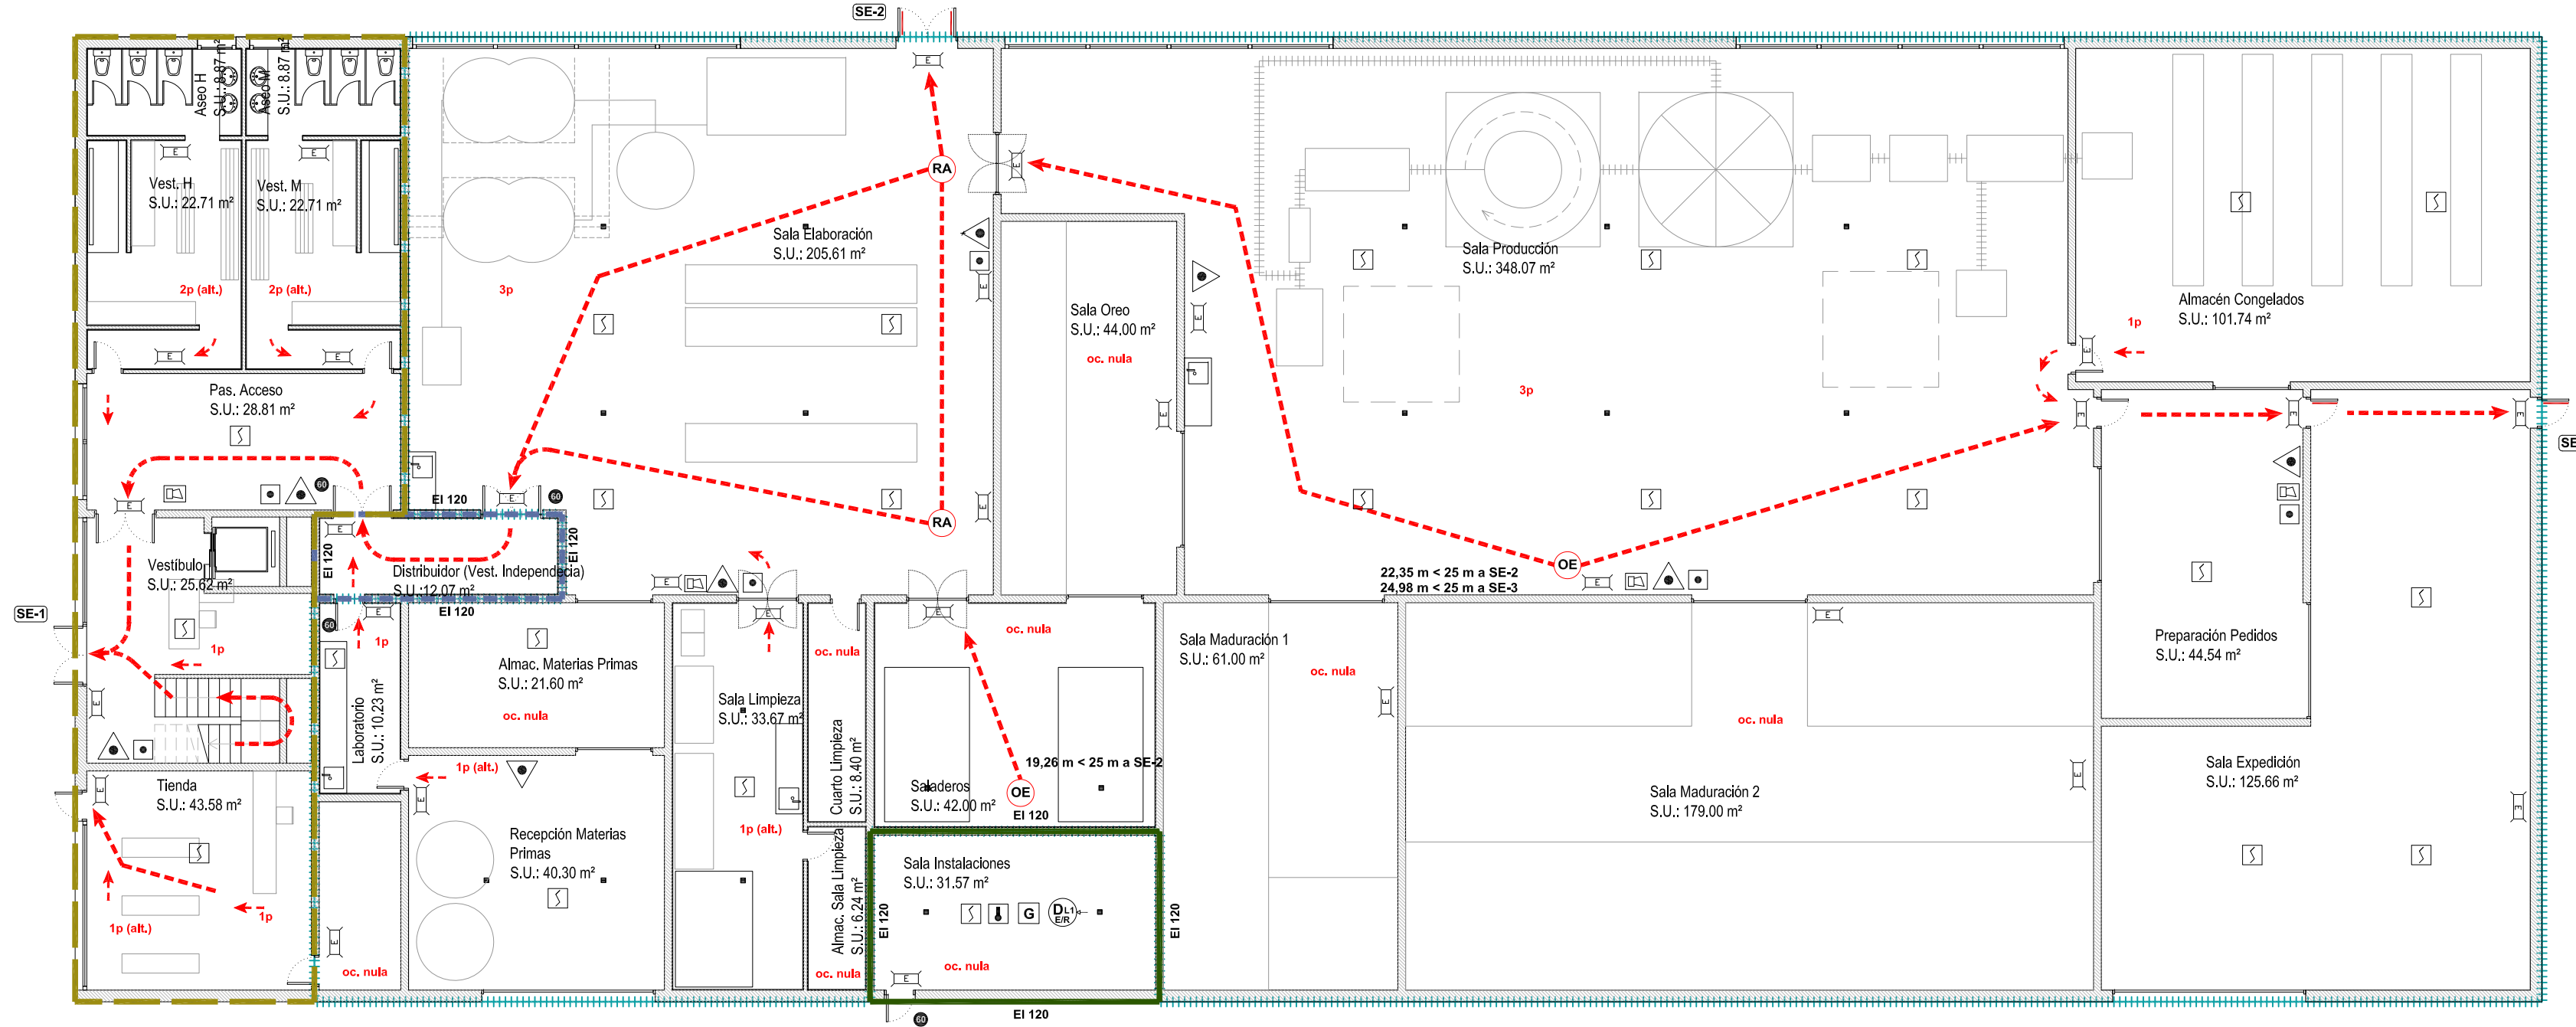 SE-2
Aseo H
S.U.: 8.87 m²
Aseo M
S.U.: 8.87 m²
E
E
E
E
E
RA
Vest. H
S.U.: 22.71 m²
Vest. M
S.U.: 22.71 m²
2p (alt.)
2p (alt.)
3p
Sala Elaboración
S.U.: 205.61 m²
E
Sala Oreo
S.U.: 44.00 m²
oc. nula
E
E
Sala Producción
S.U.: 348.07 m²
3p
Almacén Congelados
S.U.: 101.74 m²
1p
E
E
E
E
E
E
Pas. Acceso
S.U.: 28.81 m²
60
E
EI 120
E
60
E
RA
SE
E
EI 120
EI 120
Vestíbulo
S.U.: 25.62 m²
Distribuidor (Vest. Independecia)
S.U.:12.07 m²
EI 120
E
OE
22,35 m < 25 m a SE-2
24,98 m < 25 m a SE-3
E
SE-1
60
E
1p
1p
Almac. Materias Primas
S.U.: 21.60 m²
oc. nula
E
E
oc. nula
oc. nula
Sala Maduración 1
S.U.: 61.00 m²
oc. nula
E
E
oc. nula
Preparación Pedidos
S.U.: 44.54 m²
E
Laboratorio
S.U.: 10.23 m²
Sala Limpieza
S.U.: 33.67 m²
Cuarto Limpieza
S.U.: 8.40 m²
19,26 m < 25 m a SE-2
Saladeros
S.U.: 42.00 m²
OE
EI 120
Sala Maduración 2
S.U.: 179.00 m²
E
Sala Expedición
S.U.: 125.66 m²
E
Tienda
S.U.: 43.58 m²
E
1p (alt.)
E
Recepción Materias
Primas
S.U.: 40.30 m²
1p (alt.)
Almac. Sala Limpieza
S.U.: 6.24 m²
Sala Instalaciones
S.U.: 31.57 m²
G
DL1
E/R
EI 120
EI 120
1p
1p (alt.)
E
oc. nula
oc. nula
oc. nula
E
60
EI 120